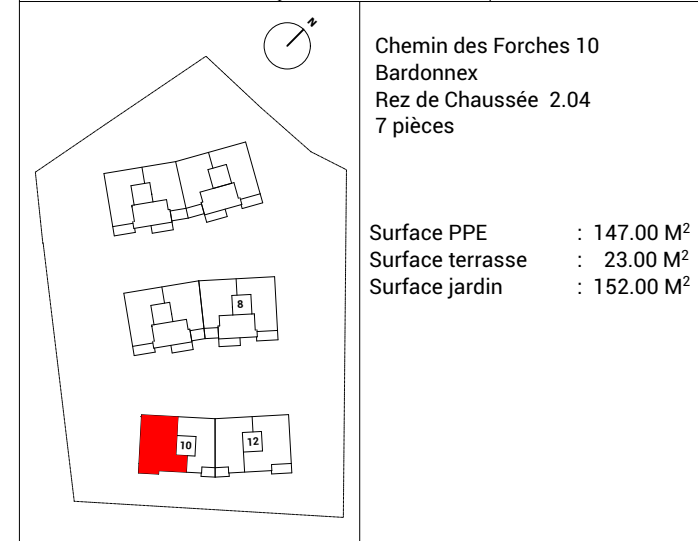 N
Chemin des Forches 10
Bardonnex
Rez de Chaussée 2.04
7 pièces
Surface PPE : 147.00 M²
Surface terrasse : 23.00 M²
Surface jardin : 152.00 M²
8
10
12